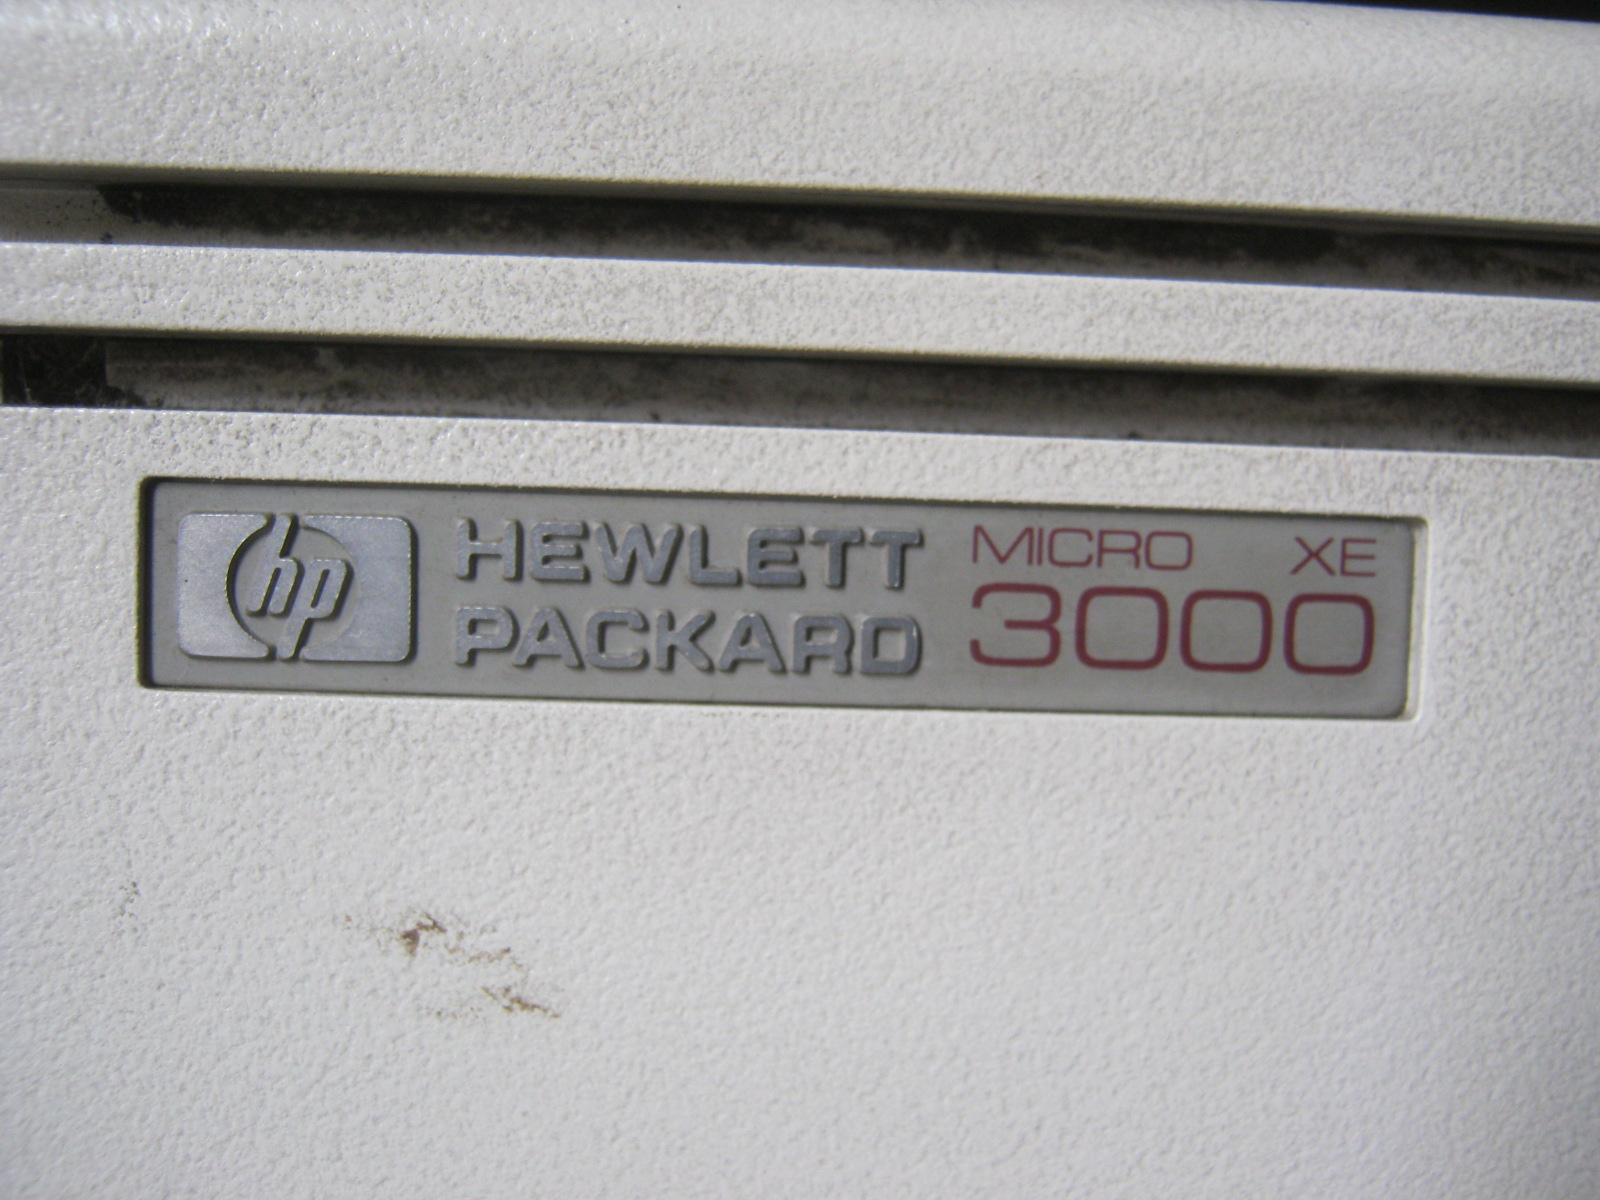 hp HEWLETT PACKARD
MICRO XE
3000